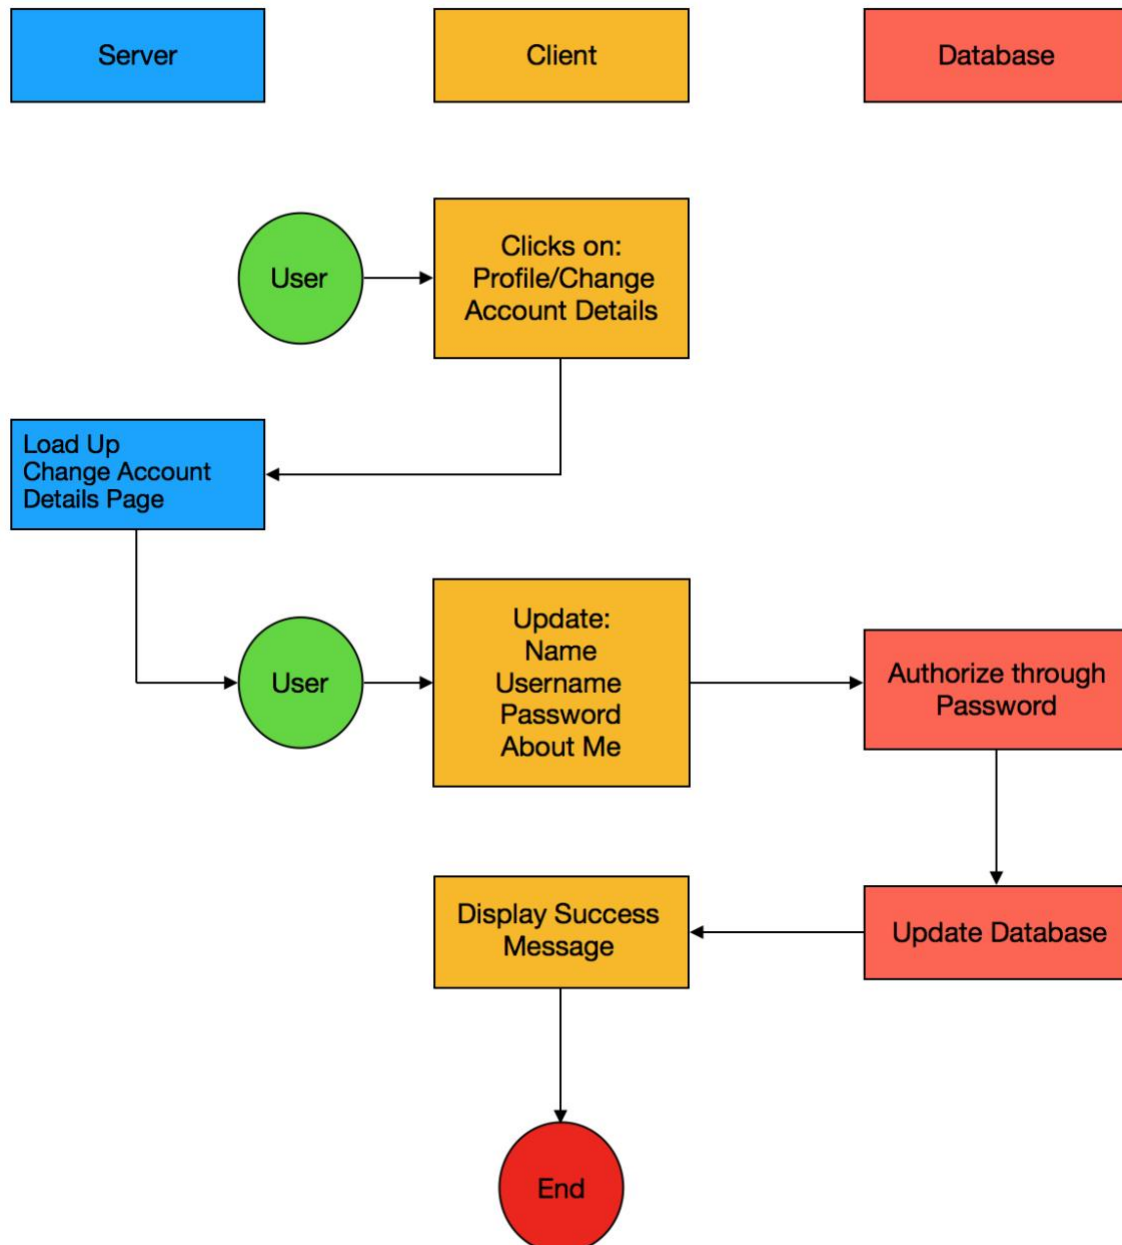 Server
Client
Database
User
Clicks on:
Profile/Change
Account Details
Load Up
Change Account
Details Page
User
Update:
Name
Username
Password
About Me
Authorize through
Password
Display Success
Message
Update Database
End